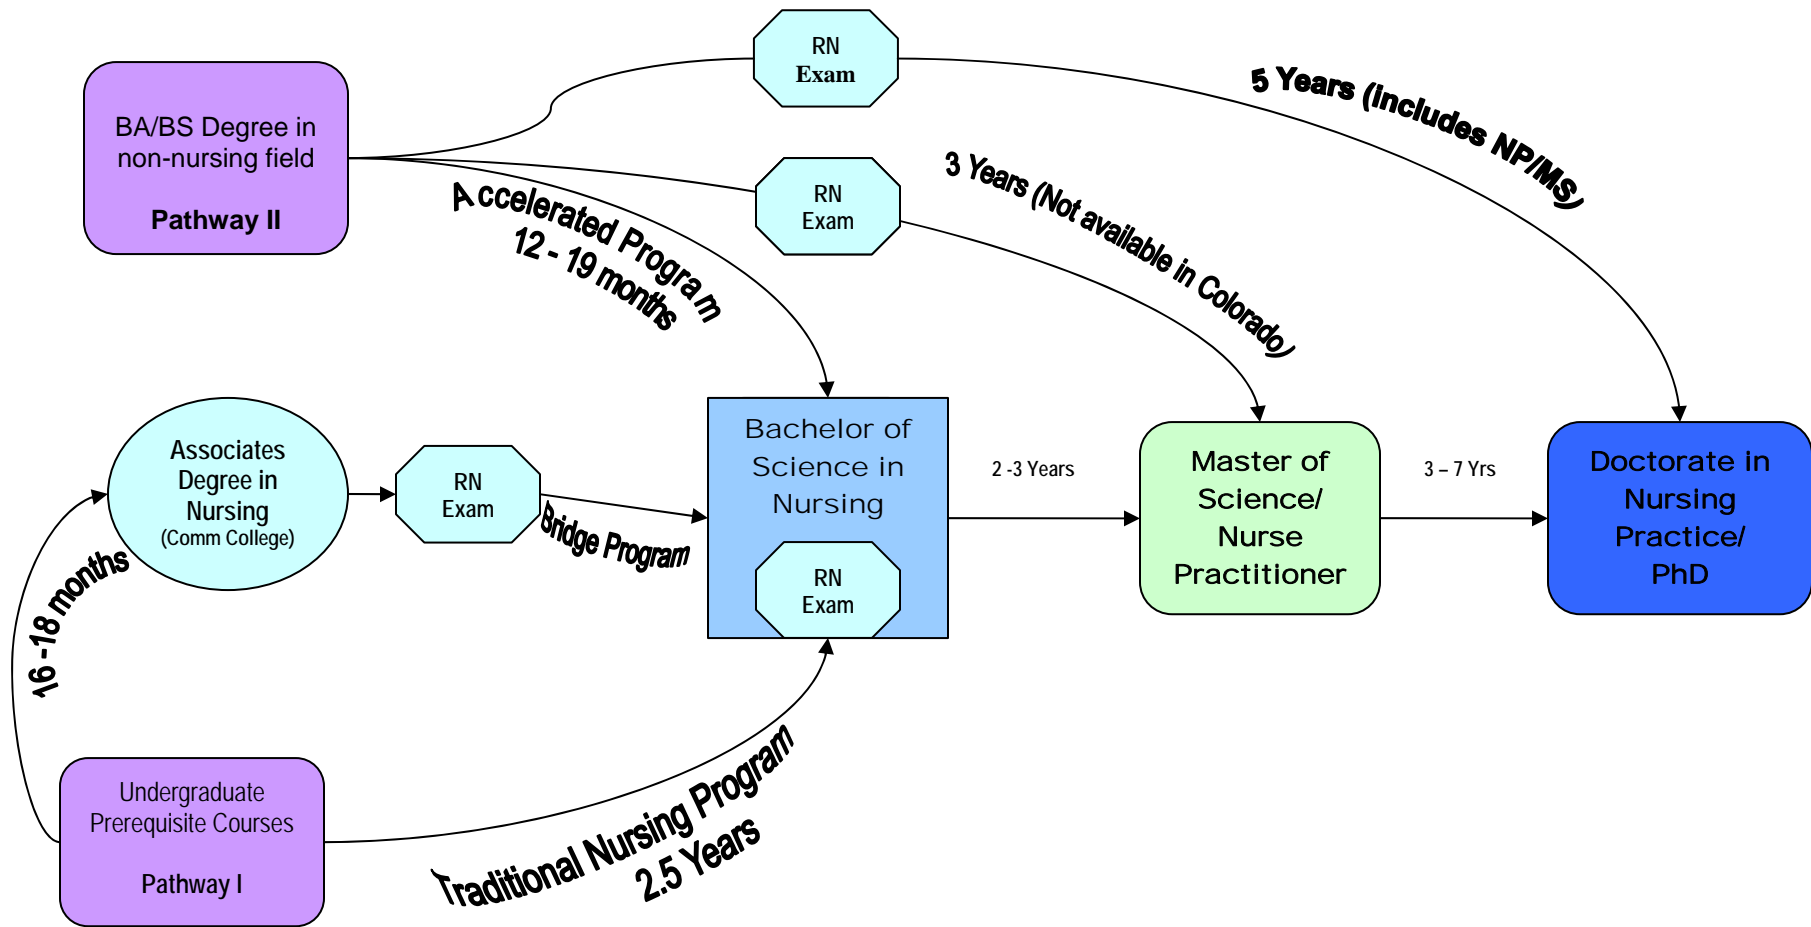 RN
Exam
5 Years (includes NP/MS)
BA/BS Degree in
non-nursing field
Pathway II
RN
Exam
3 Years (Not available in Colorado)
Accelerated Program
12 - 19 months
Associates
Degree in
Nursing
(Comm College)
RN
Exam
Bridge Program
Bachelor of
Science in
Nursing
RN
Exam
2 -3 Years
Master of
Science/
Nurse
Practitioner
3 – 7 Yrs
Doctorate in
Nursing
Practice/
PhD
16 -18 months
Undergraduate
Prerequisite Courses
Pathway I
Traditional Nursing Program
2.5 Years